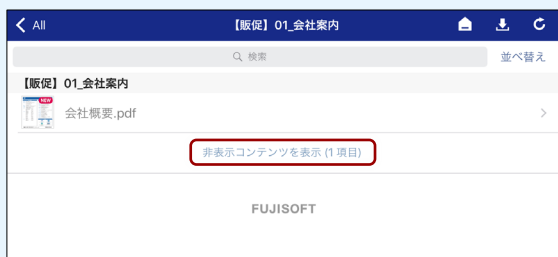 All
【販促】01_会社案内
検索
並べ替え
【販促】01_会社案内
NEW
会社概要.pdf
非表示コンテンツを表示 (1 項目)
FUJISOFT